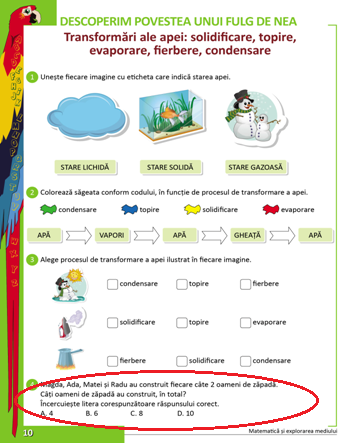 DESCOPERIM POVESTEA UNUI FULG DE NEA
Transformări ale apei: solidificare, topire,
evaporare, fierbere, condensare
1 Unește fiecare imagine cu eticheta care indică starea apei.
STARE LICHIDĂ STARE SOLIDĂ STARE GAZOASĂ
2 Colorează săgeata conform codului, în funcție de procesul de transformare a apei.
condensare topire solidificare evaporare
APĂ VAPORI APĂ GHEAȚĂ APĂ
3 Alege procesul de transformare a apei ilustrat în fiecare imagine.
condensare topire fierbere
solidificare topire evaporare
fierbere solidificare condensare
Magda, Ada, Matei și Radu au construit fiecare câte 2 oameni de zăpadă.
Câți oameni de zăpadă au construit, în total?
Încercuiește litera corespunzătoare răspunsului corect.
A. 4 B. 6 C. 8 D. 10
10 Matematică și explorarea mediului